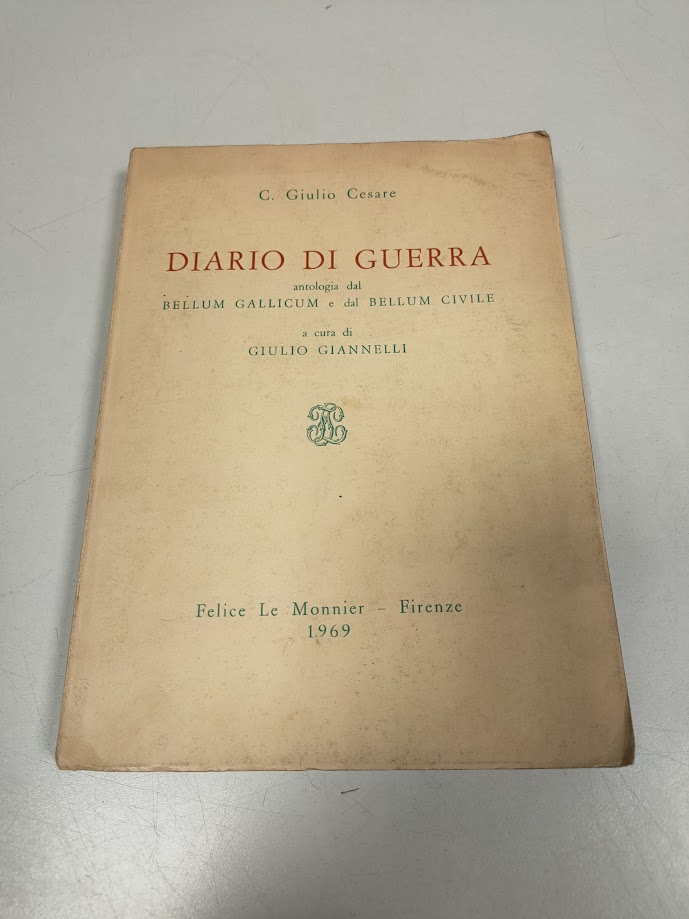 C. Giulio Cesare
DIARIO DI GUERRA
antologia dal
BELLUM GALLICUM e dal BELLUM CIVILE
a cura di
GIULIO GIANNELLI
Felice Le Monnier – Firenze
1969